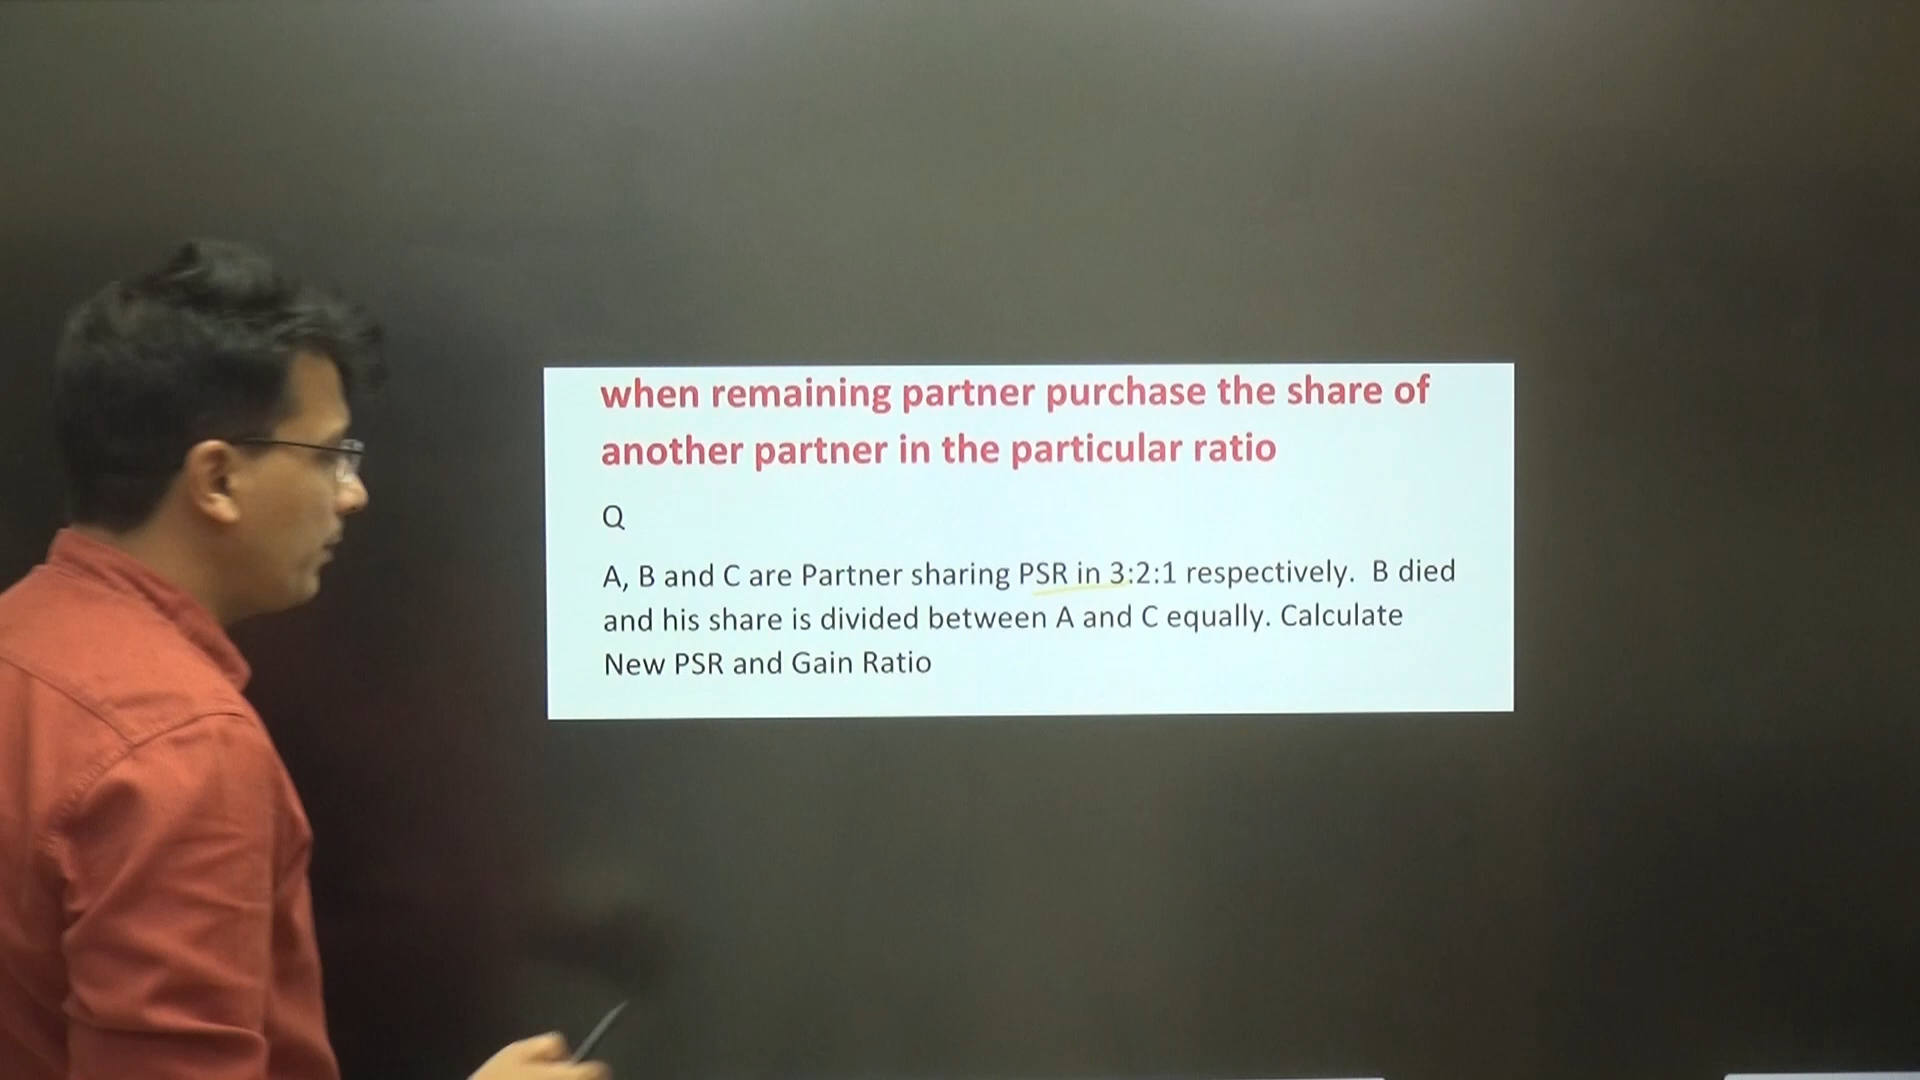 when remaining partner purchase the share of
another partner in the particular ratio
Q
A, B and C are Partner sharing PSR in 3:2:1 respectively. B died
and his share is divided between A and C equally. Calculate
New PSR and Gain Ratio